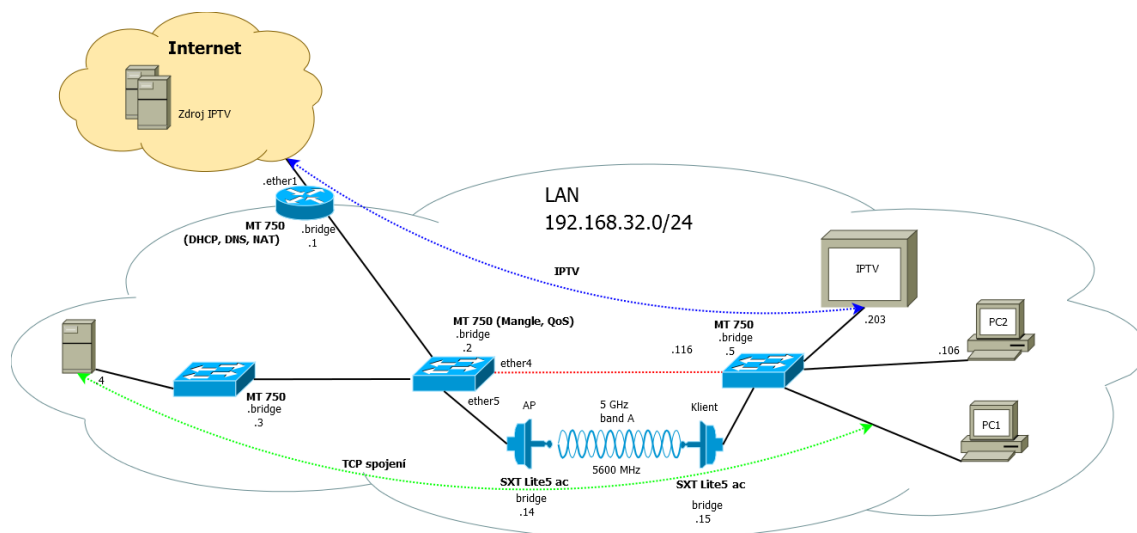 Internet
Zdroj IPTV
.ether1
MT 750
(DHCP, DNS, NAT)
.bridge
.1
LAN
192.168.32.0/24
IPTV
IPTV
.203
PC2
.106
MT 750 (Mangle, QoS)
.bridge
.2
ether4
ether5
.116
MT 750
.bridge
.5
.4
MT 750
.bridge
.3
AP
5 GHz
band A
Klient
5600 MHz
PC1
TCP spojení
SXT Lite5 ac
bridge
.14
SXT Lite5 ac
bridge
.15